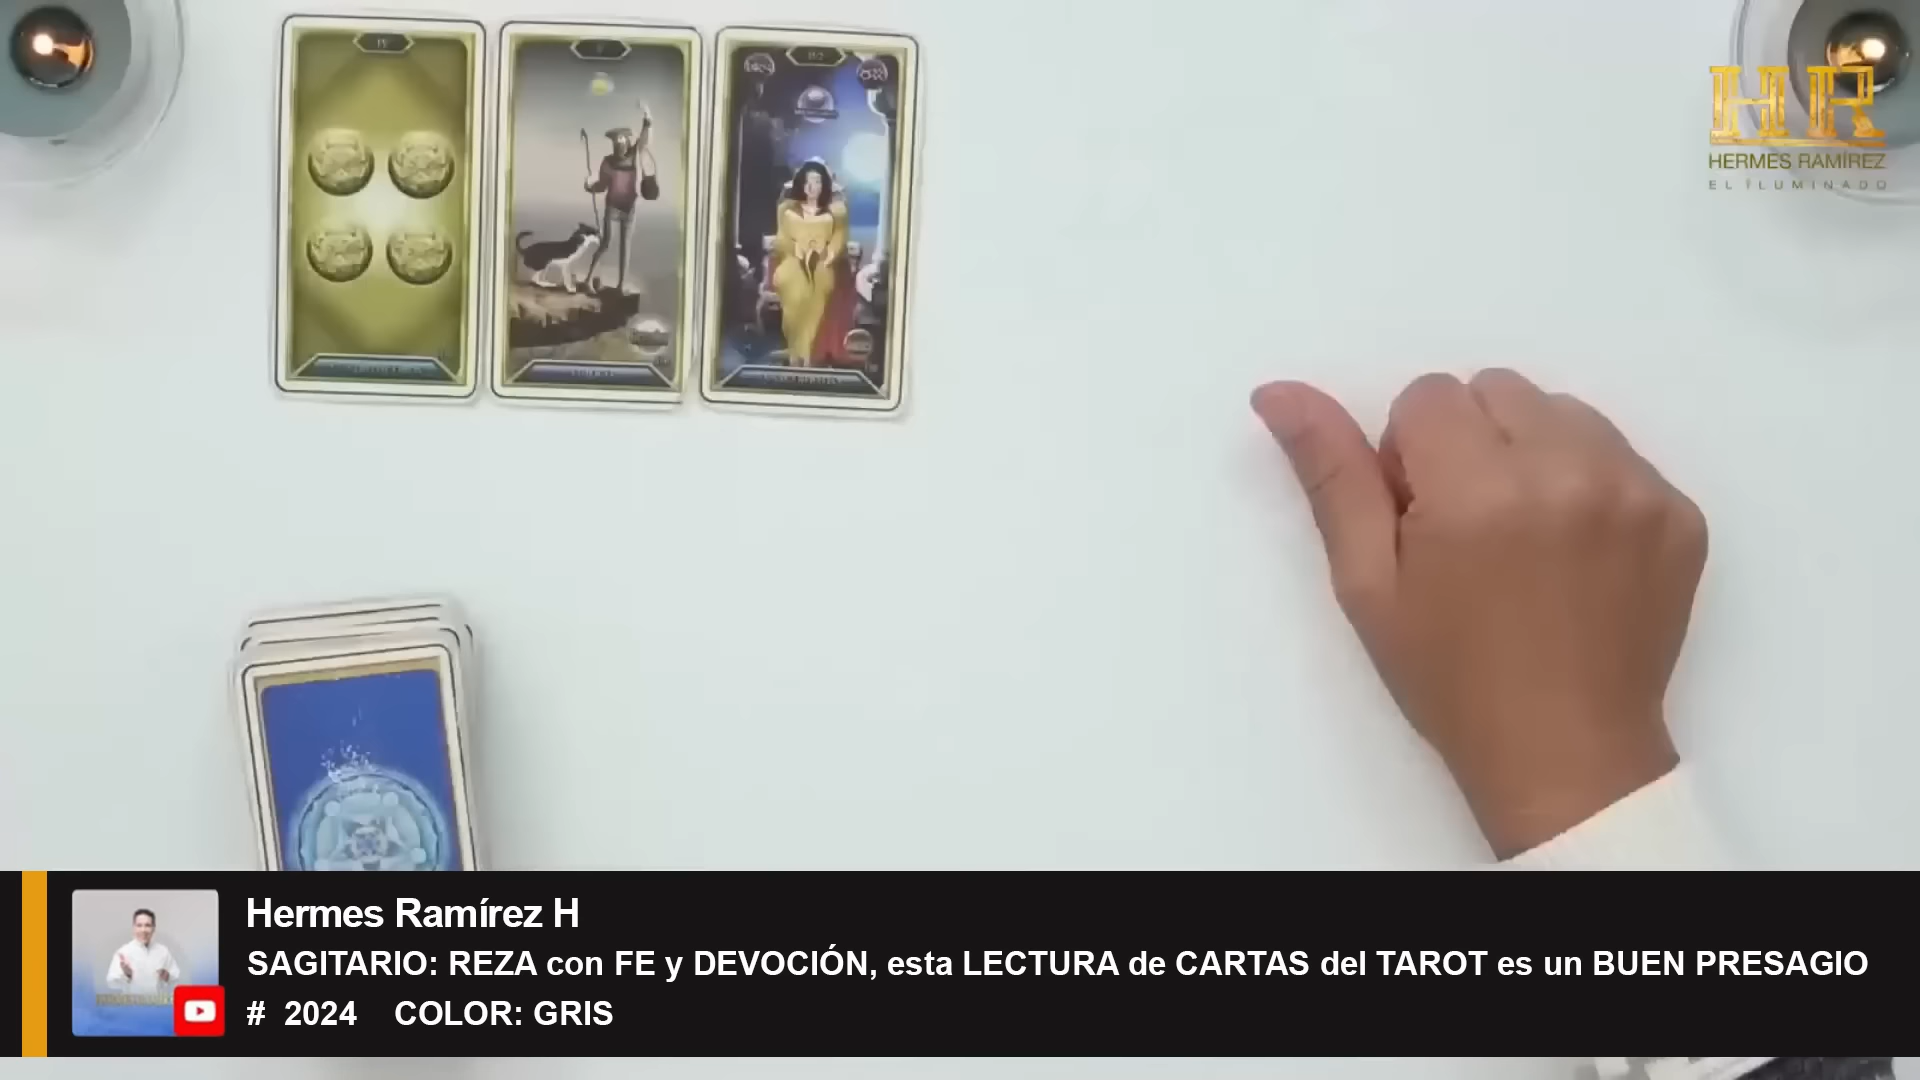 HR
HERMES RAMÍREZ
EL ILUMINADO
Hermes Ramírez H
SAGITARIO: REZA con FE y DEVOCIÓN, esta LECTURA de CARTAS del TAROT es un BUEN PRESAGIO
# 2024 COLOR: GRIS